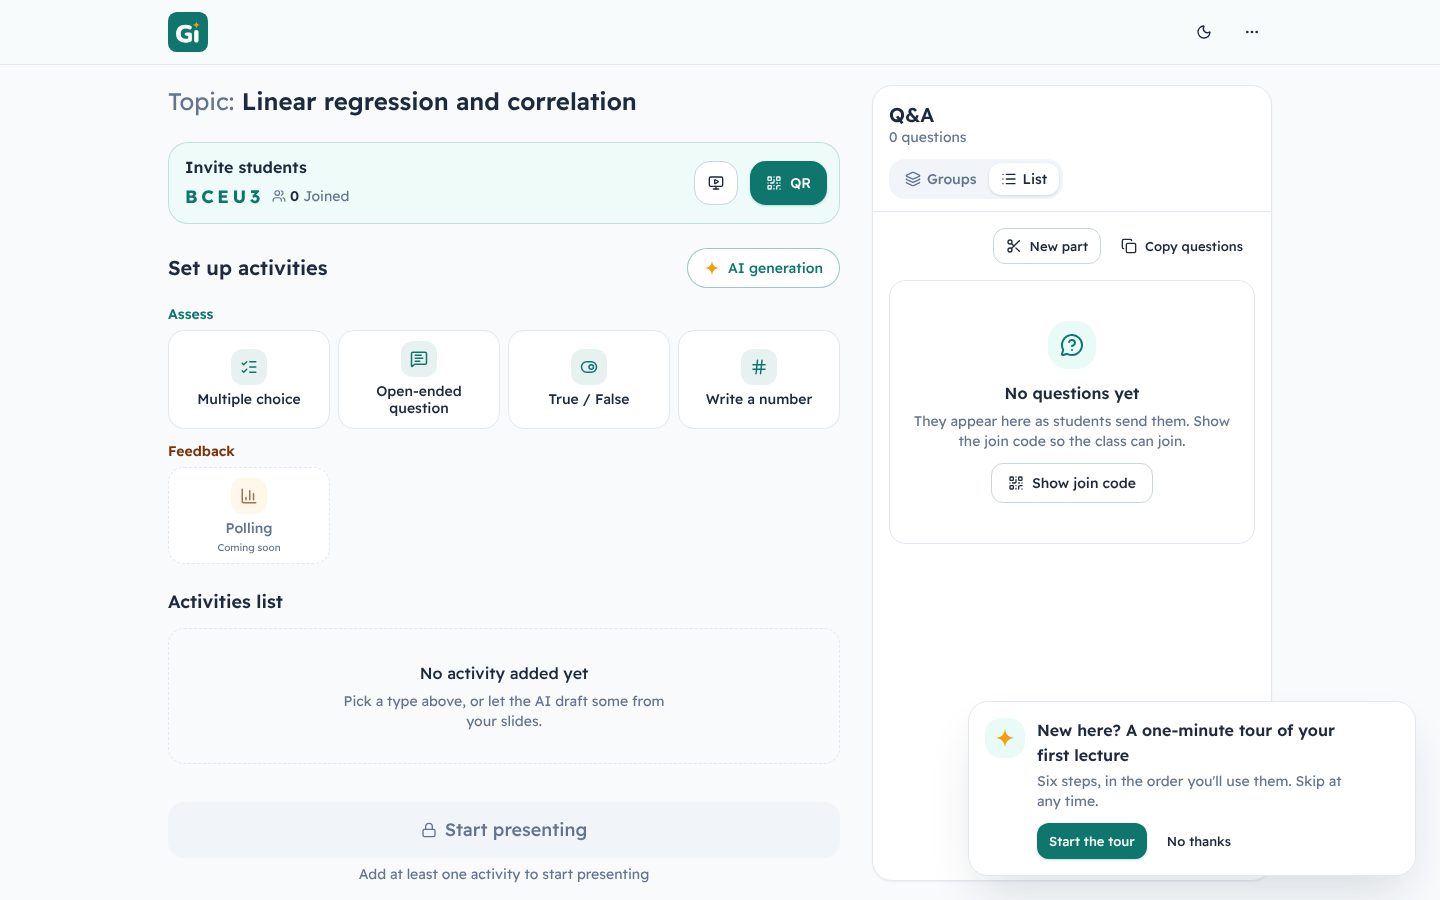 Gi
Topic: Linear regression and correlation
Invite students
BCEU3 0 Joined
QR
Set up activities
AI generation
Assess
Multiple choice
Open-ended
question
True / False
Write a number
Feedback
Polling
Coming soon
Activities list
No activity added yet
Pick a type above, or let the AI draft some from
your slides.
Start presenting
Add at least one activity to start presenting
Q&A
0 questions
Groups
List
New part
Copy questions
No questions yet
They appear here as students send them. Show
the join code so the class can join.
Show join code
New here? A one-minute tour of your
first lecture
Six steps, in the order you'll use them. Skip at
any time.
Start the tour
No thanks